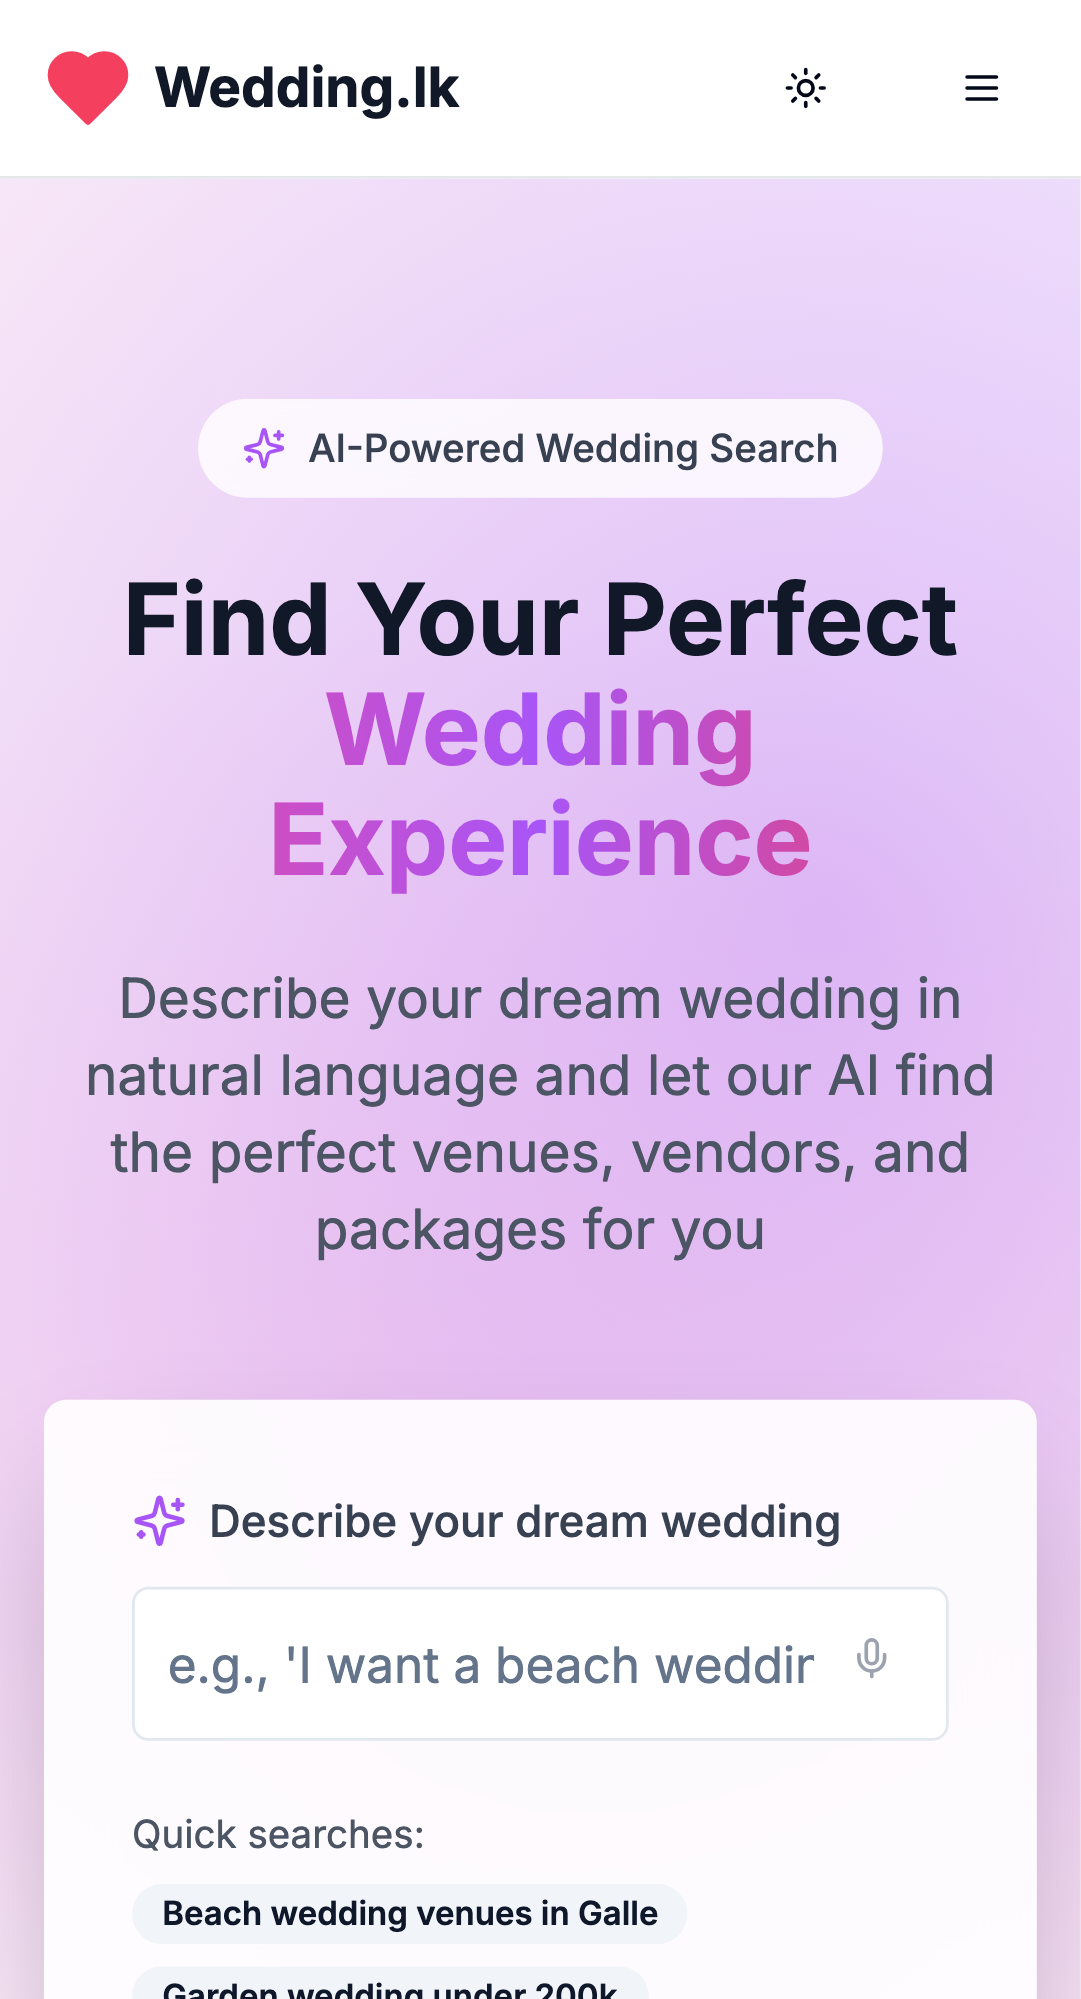 Wedding.lk
AI-Powered Wedding Search
Find Your Perfect
Wedding
Experience
Describe your dream wedding in
natural language and let our AI find
the perfect venues, vendors, and
packages for you
Describe your dream wedding
e.g., 'I want a beach weddin
Quick searches:
Beach wedding venues in Galle
Garden wedding under 200k